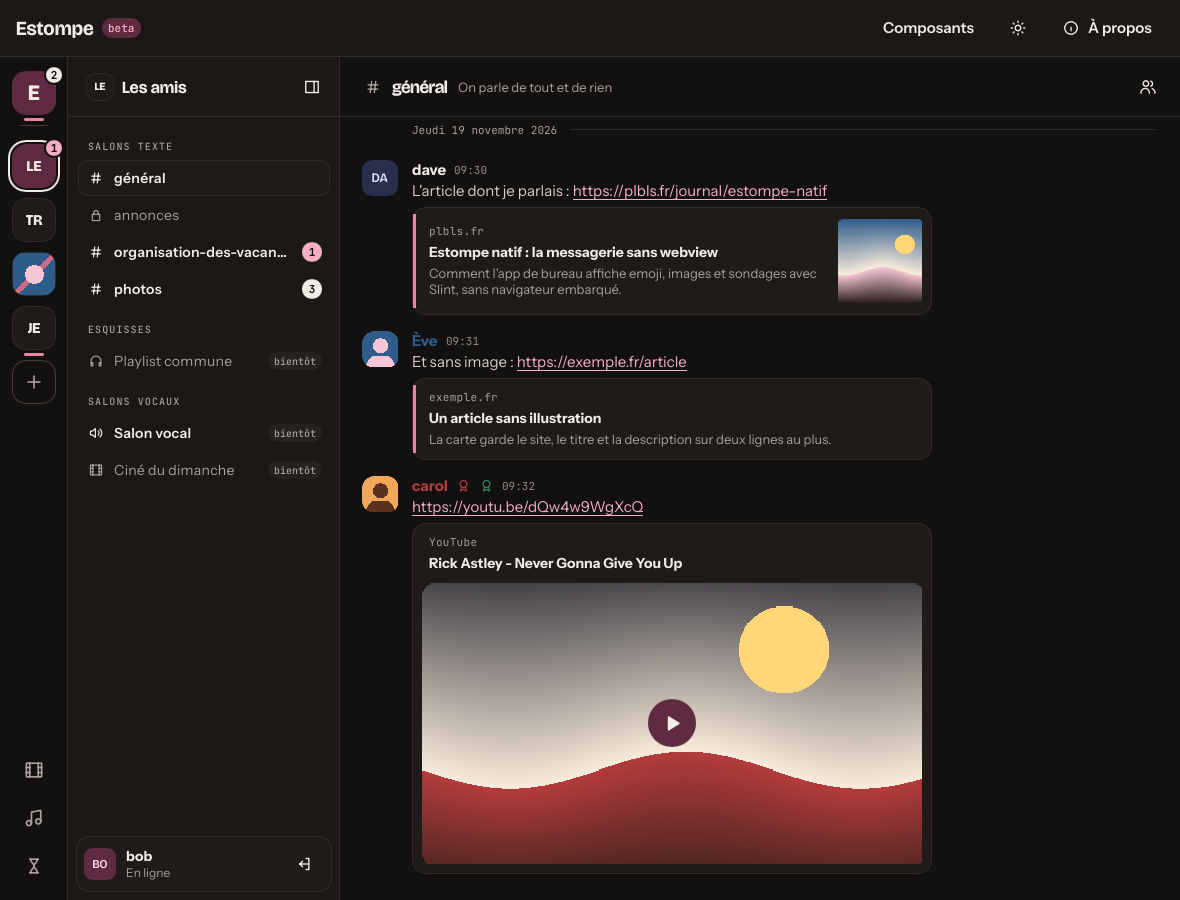 Estompe beta
Composants
À propos
E 2
LE 1
TR
JE
LE Les amis
SALONS TEXTE
# général
annonces
# organisation-des-vacan... 1
# photos 3
ESQUISSES
Playlist commune bientôt
SALONS VOCAUX
Salon vocal bientôt
Ciné du dimanche bientôt
BO bob
En ligne
# général On parle de tout et de rien
Jeudi 19 novembre 2026
DA dave 09:30
L'article dont je parlais : https://plbls.fr/journal/estompe-natif
plbls.fr
Estompe natif : la messagerie sans webview
Comment l'app de bureau affiche emoji, images et sondages avec
Slint, sans navigateur embarqué.
Ève 09:31
Et sans image : https://exemple.fr/article
exemple.fr
Un article sans illustration
La carte garde le site, le titre et la description sur deux lignes au plus.
carol 09:32
https://youtu.be/dQw4w9WgXcQ
YouTube
Rick Astley - Never Gonna Give You Up